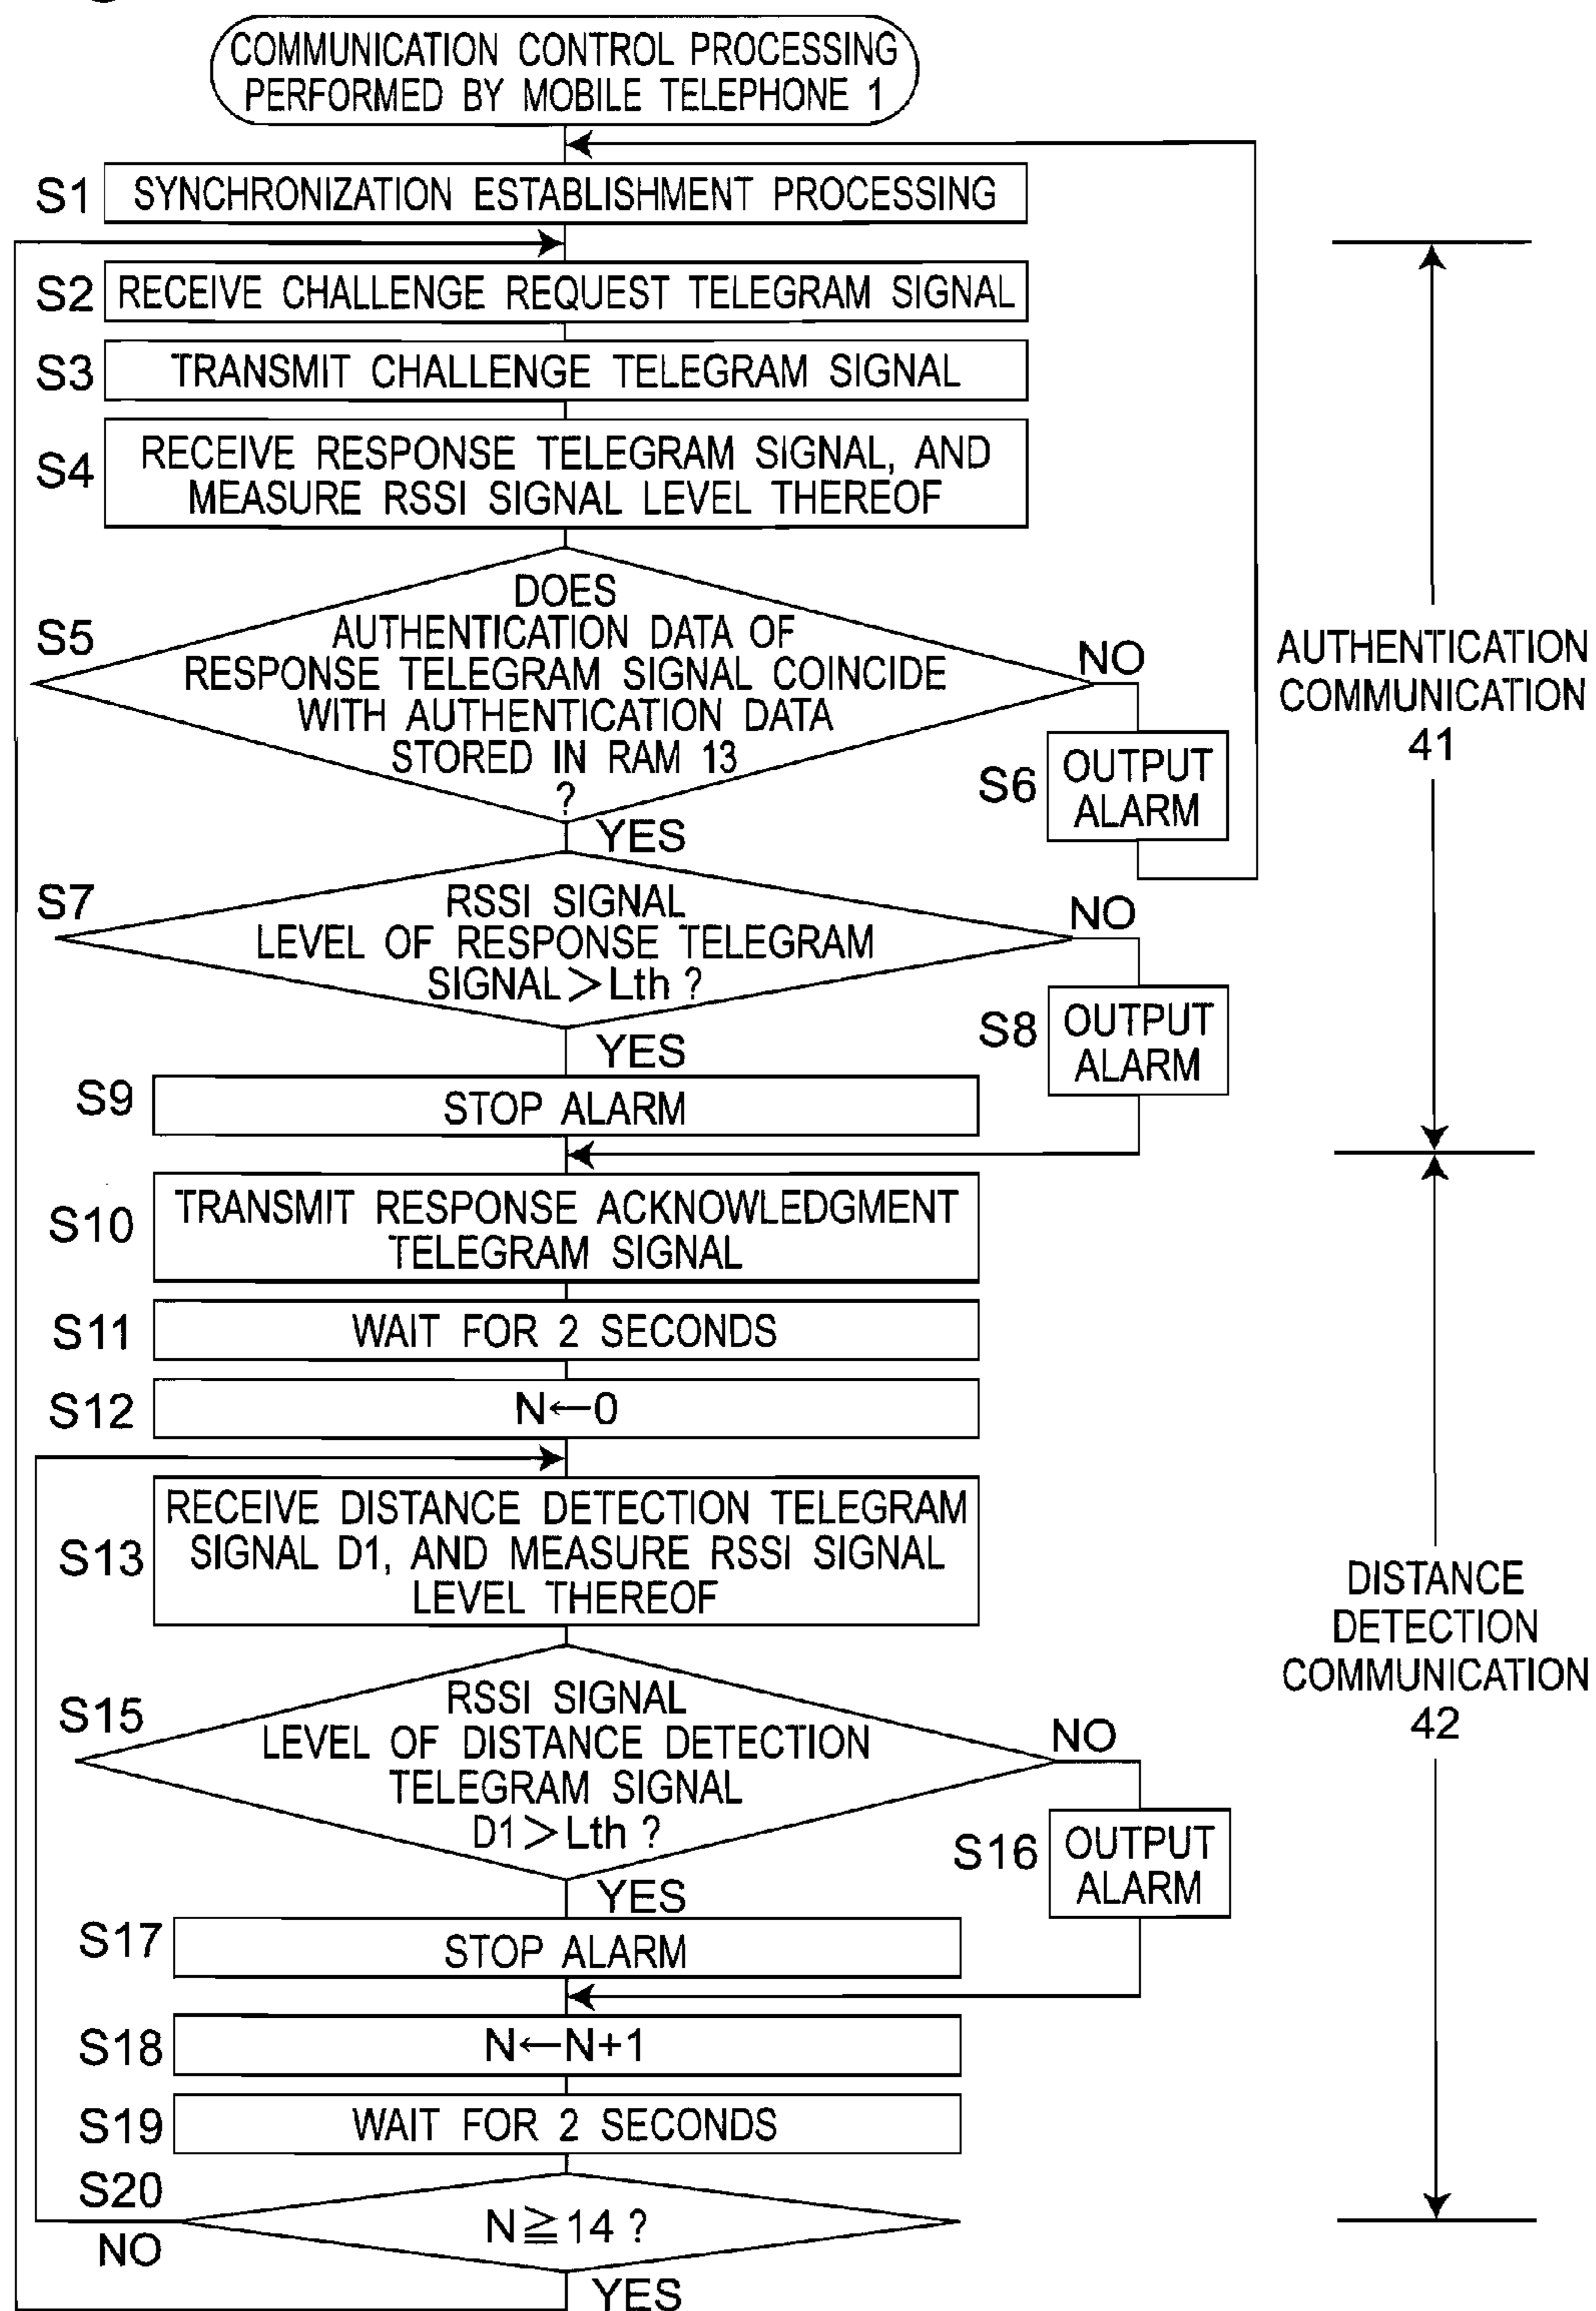 COMMUNICATION CONTROL PROCESSING
PERFORMED BY MOBILE TELEPHONE 1
S1
SYNCHRONIZATION ESTABLISHMENT PROCESSING
S2
RECEIVE CHALLENGE REQUEST TELEGRAM SIGNAL
S3
TRANSMIT CHALLENGE TELEGRAM SIGNAL
S4
RECEIVE RESPONSE TELEGRAM SIGNAL, AND
MEASURE RSSI SIGNAL LEVEL THEREOF
S5
DOES
AUTHENTICATION DATA OF
RESPONSE TELEGRAM SIGNAL COINCIDE
WITH AUTHENTICATION DATA
STORED IN RAM 13
?
NO
YES
S6
OUTPUT
ALARM
AUTHENTICATION
COMMUNICATION
41
S7
RSSI SIGNAL
LEVEL OF RESPONSE TELEGRAM
SIGNAL>Lth ?
NO
YES
S8
OUTPUT
ALARM
S9
STOP ALARM
S10
TRANSMIT RESPONSE ACKNOWLEDGMENT
TELEGRAM SIGNAL
S11
WAIT FOR 2 SECONDS
S12
N←0
S13
RECEIVE DISTANCE DETECTION TELEGRAM
SIGNAL D1, AND MEASURE RSSI SIGNAL
LEVEL THEREOF
DISTANCE
DETECTION
COMMUNICATION
42
S15
RSSI SIGNAL
LEVEL OF DISTANCE DETECTION
TELEGRAM SIGNAL
D1>Lth ?
NO
YES
S16
OUTPUT
ALARM
S17
STOP ALARM
S18
N←N+1
S19
WAIT FOR 2 SECONDS
S20
N≧14 ?
NO
YES